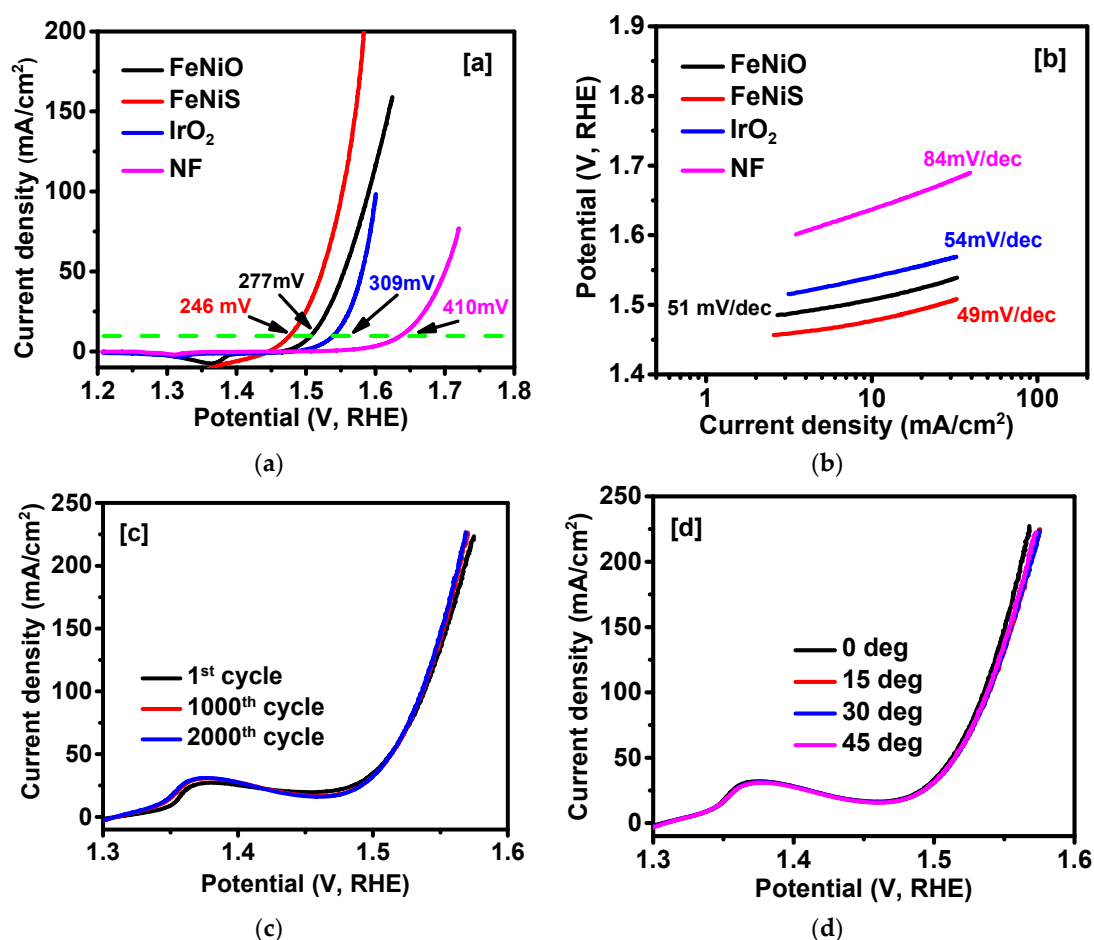 200
150
100
50
0
Current density (mA/cm²)
FeNiO
FeNiS
IrO₂
NF
[a]
277mV
246 mV
309mV
410mV
1.2 1.3 1.4 1.5 1.6 1.7 1.8
Potential (V, RHE)
(a)
1.9
1.8
1.7
1.6
1.5
1.4
Potential (V, RHE)
[b]
FeNiO
FeNiS
IrO₂
NF
84mV/dec
54mV/dec
51 mV/dec
49mV/dec
1 10 100
Current density (mA/cm²)
(b)
250
200
150
100
50
0
Current density (mA/cm²)
[c]
1ˢᵗ cycle
1000ᵗʰ cycle
2000ᵗʰ cycle
1.3 1.4 1.5 1.6
Potential (V, RHE)
(c)
250
200
150
100
50
0
Current density (mA/cm²)
[d]
0 deg
15 deg
30 deg
45 deg
1.3 1.4 1.5 1.6
Potential (V, RHE)
(d)